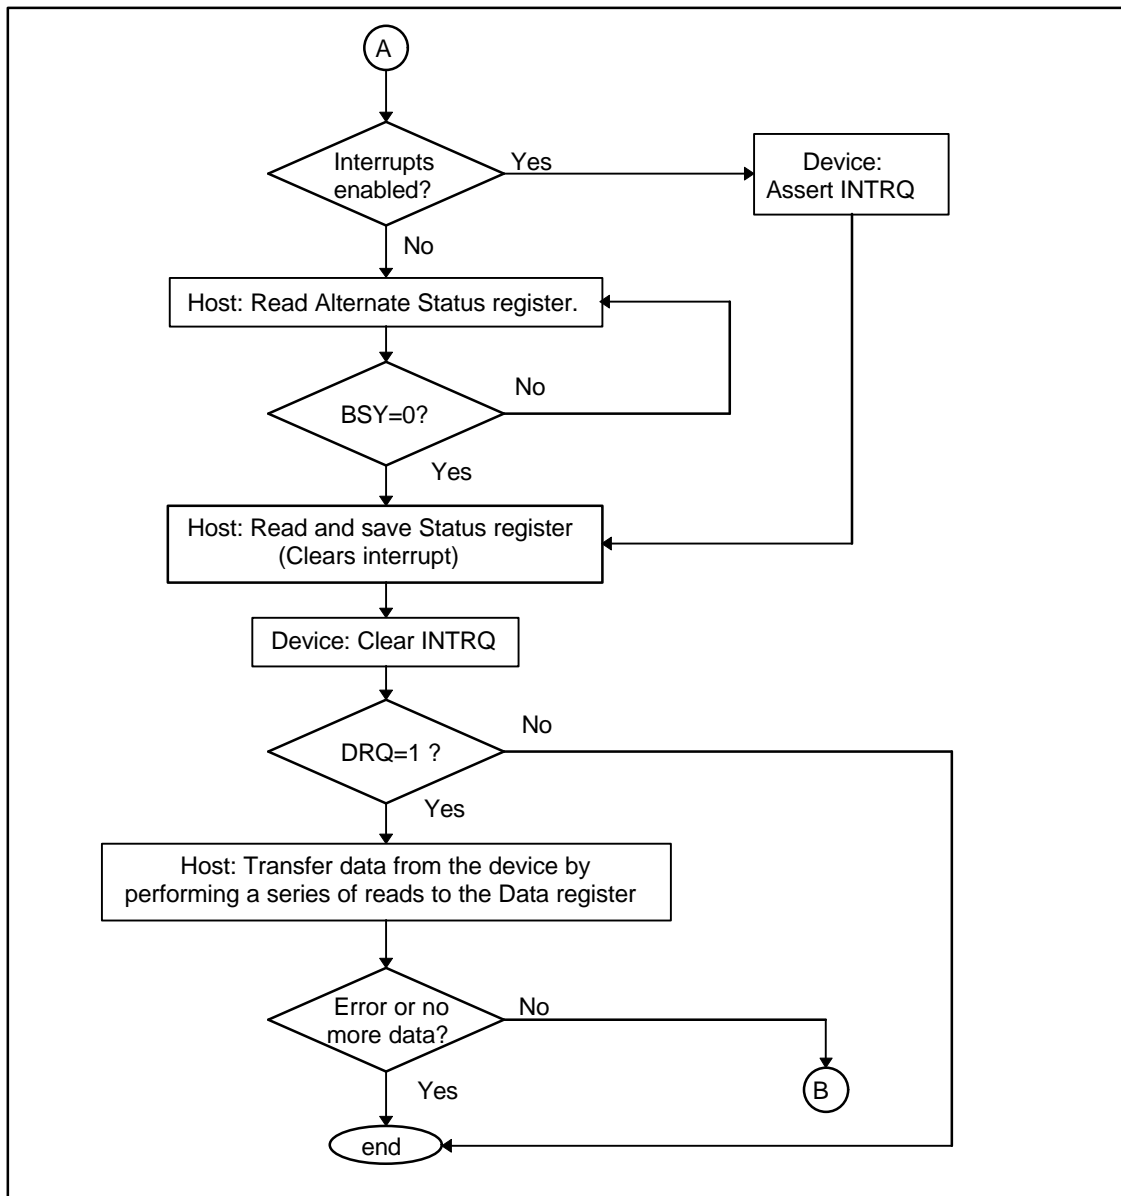 A
Interrupts
enabled?
Yes
Device:
Assert INTRQ
No
Host: Read Alternate Status register.
BSY=0?
No
Yes
Host: Read and save Status register
(Clears interrupt)
Device: Clear INTRQ
DRQ=1 ?
No
Yes
Host: Transfer data from the device by
performing a series of reads to the Data register
Error or no
more data?
No
B
Yes
end